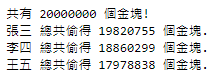 共有 20000000 個金塊!
張三 總共偷得 19820755 個金塊.
李四 總共偷得 18860299 個金塊.
王五 總共偷得 17978838 個金塊.